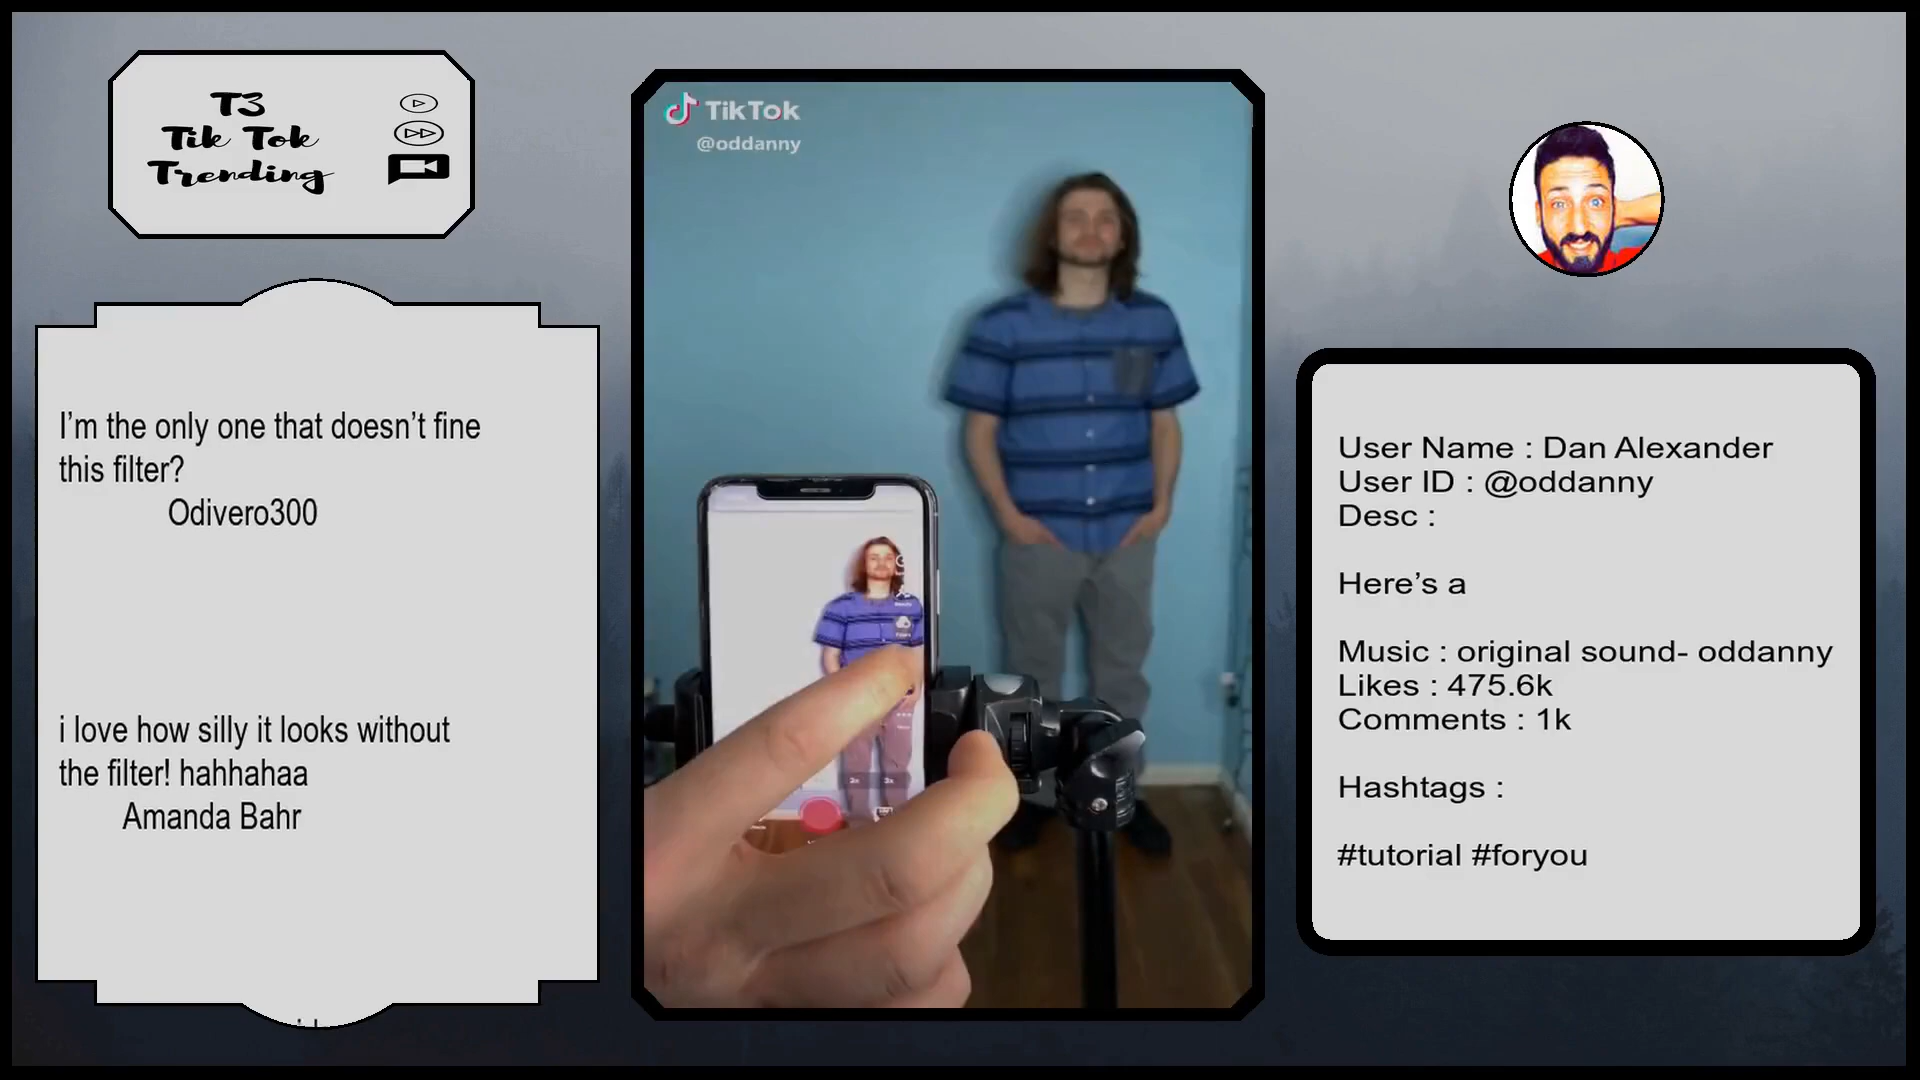 T3
Tik Tok
Trending
I'm the only one that doesn't fine
this filter?
Odivero300
i love how silly it looks without
the filter! hahhahaa
Amanda Bahr
TikTok
@oddanny
2x 3x
User Name : Dan Alexander
User ID : @oddanny
Desc :
Here's a
Music : original sound- oddanny
Likes : 475.6k
Comments : 1k
Hashtags :
#tutorial #foryou